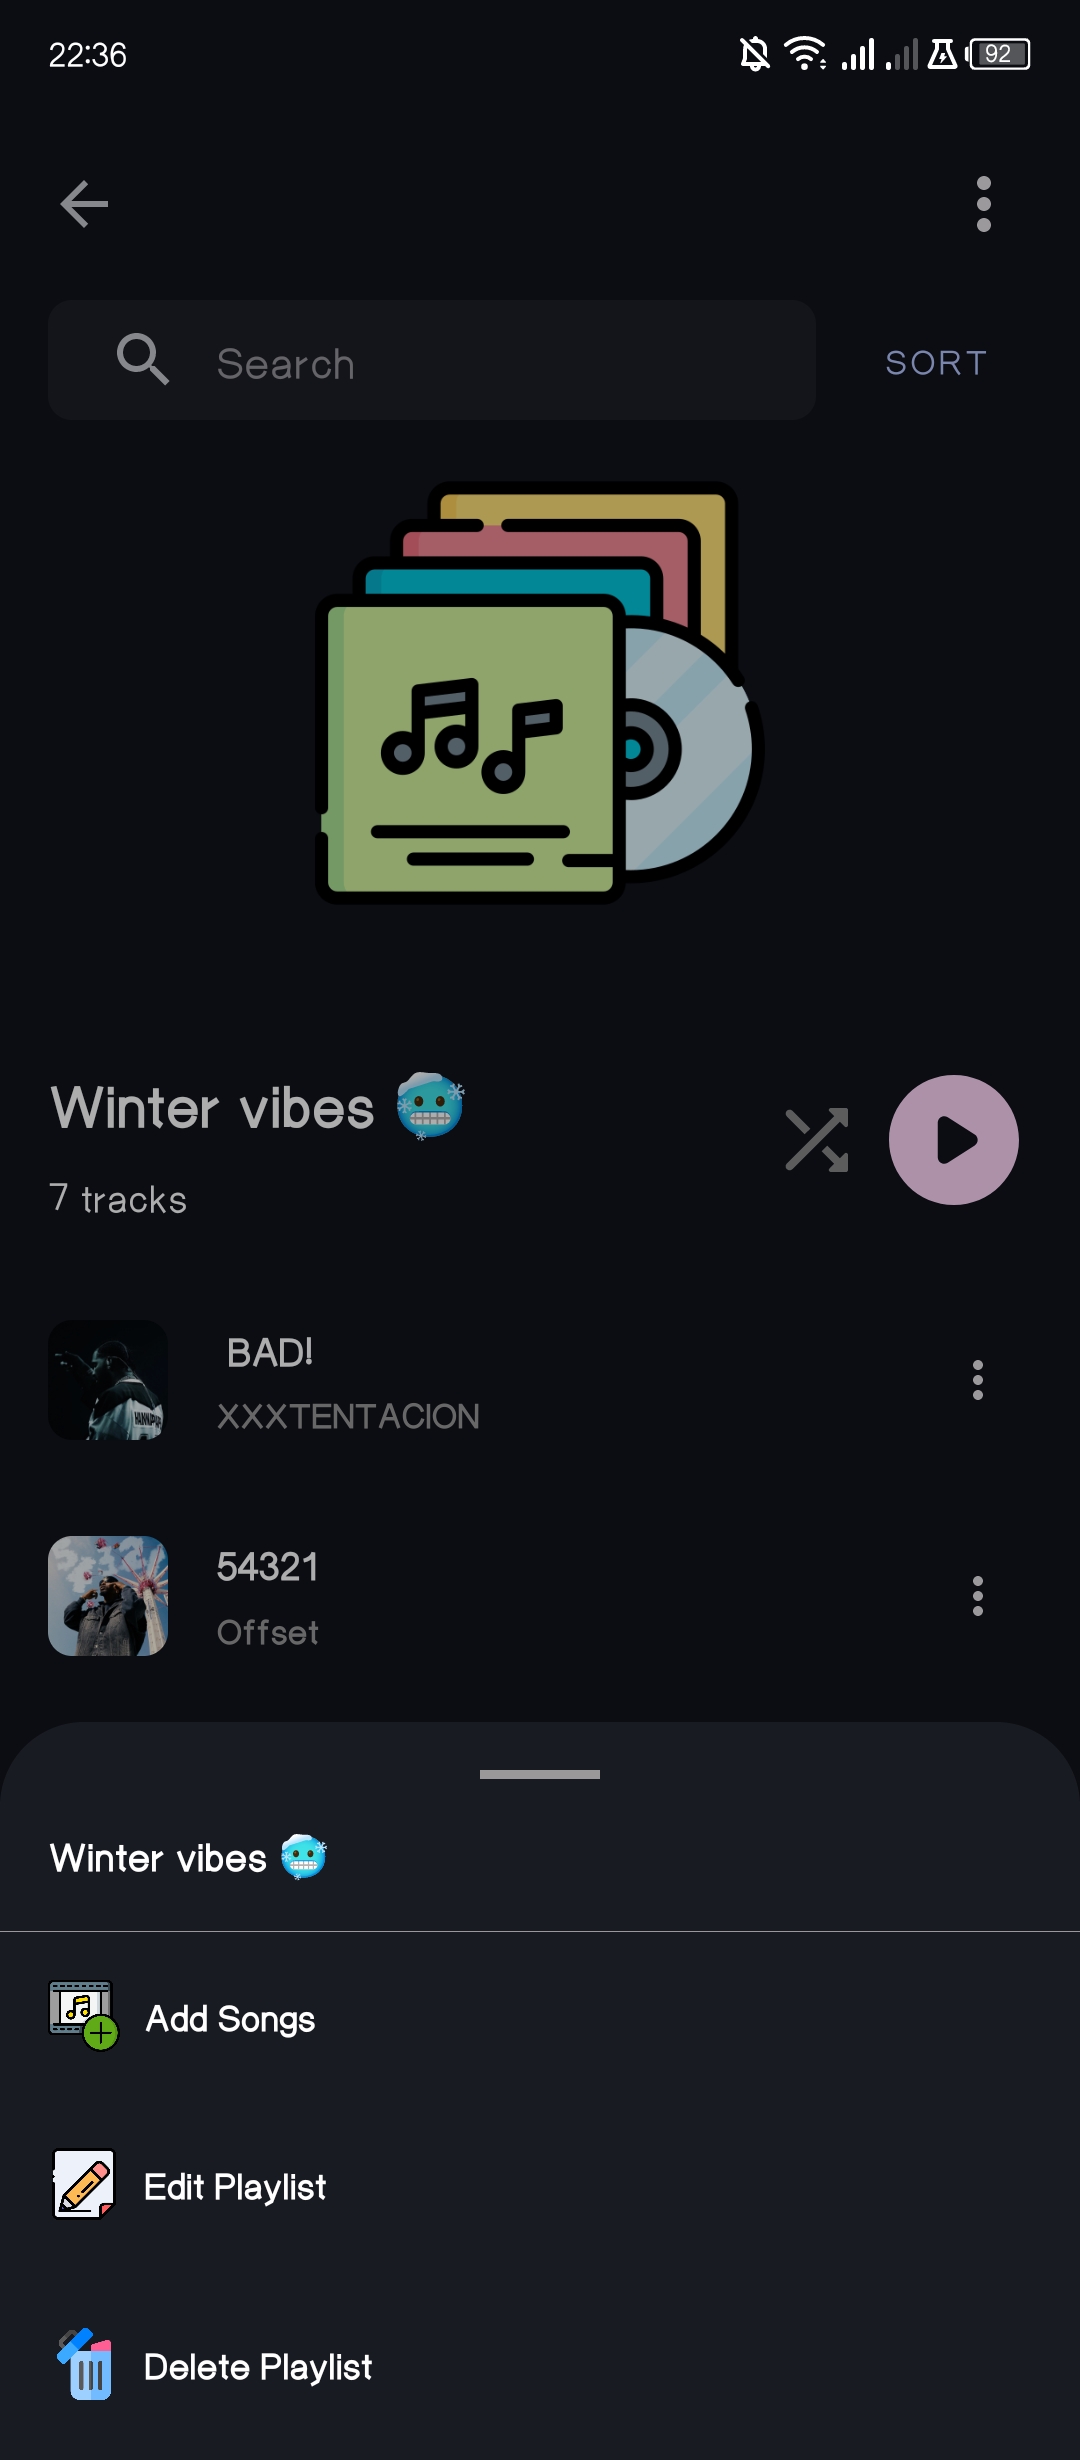 22:36
92
Search
SORT
Winter vibes 🥶
7 tracks
BAD!
XXXTENTACION
54321
Offset
Winter vibes 🥶
Add Songs
Edit Playlist
Delete Playlist